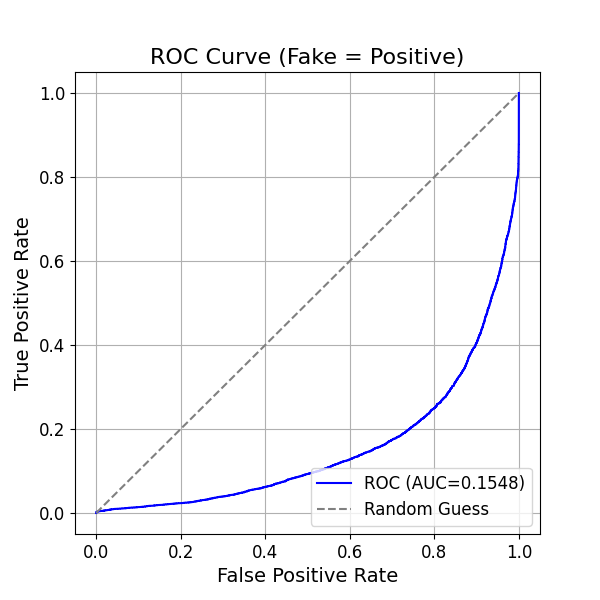 ROC Curve (Fake = Positive)
True Positive Rate
1.0
0.8
0.6
0.4
0.2
0.0
ROC (AUC=0.1548)
Random Guess
0.0 0.2 0.4 0.6 0.8 1.0
False Positive Rate